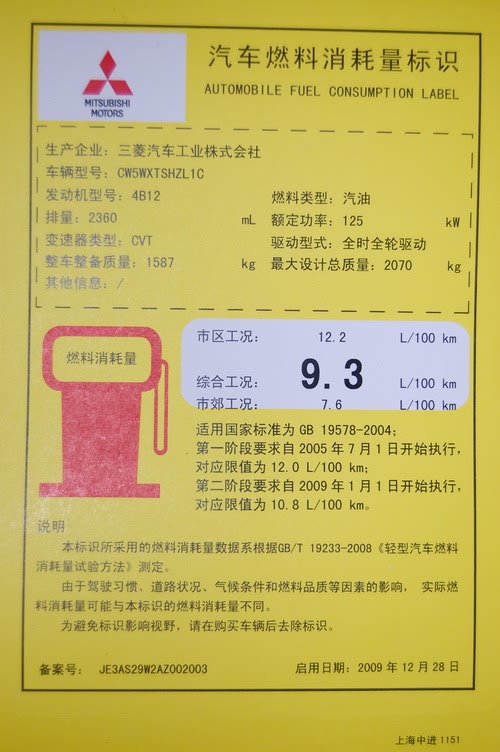 汽车燃料消耗量标识
MITSUBISHI
MOTORS
AUTOMOBILE FUEL CONSUMPTION LABEL
生产企业：三菱汽车工业株式会社
车辆型号：CW5WXTSHZL1C
发动机型号：4B12 燃料类型：汽油
排量：2360 mL 额定功率：125 kW
变速器类型：CVT 驱动型式：全时全轮驱动
整车整备质量：1587 kg 最大设计总质量：2070 kg
其他信息：/
燃料消耗量
市区工况： 12.2 L/100 km
综合工况： 9.3 L/100 km
市郊工况： 7.6 L/100 km
适用国家标准为 GB 19578-2004；
第一阶段要求自 2005 年 7 月 1 日开始执行，
对应限值为 12.0 L/100 km；
第二阶段要求自 2009 年 1 月 1 日开始执行，
对应限值为 10.8 L/100 km。
说明
本标识所采用的燃料消耗量数据系根据GB/T 19233-2008《轻型汽车燃料
消耗量试验方法》测定。
由于驾驶习惯、道路状况、气候条件和燃料品质等因素的影响， 实际燃
料消耗量可能与本标识的燃料消耗量不同。
为避免标识影响视野，请在购买车辆后去除标识。
备案号： JE3AS29W2AZ002003 启用日期：2009 年 12 月 28 日
上海中进 1151